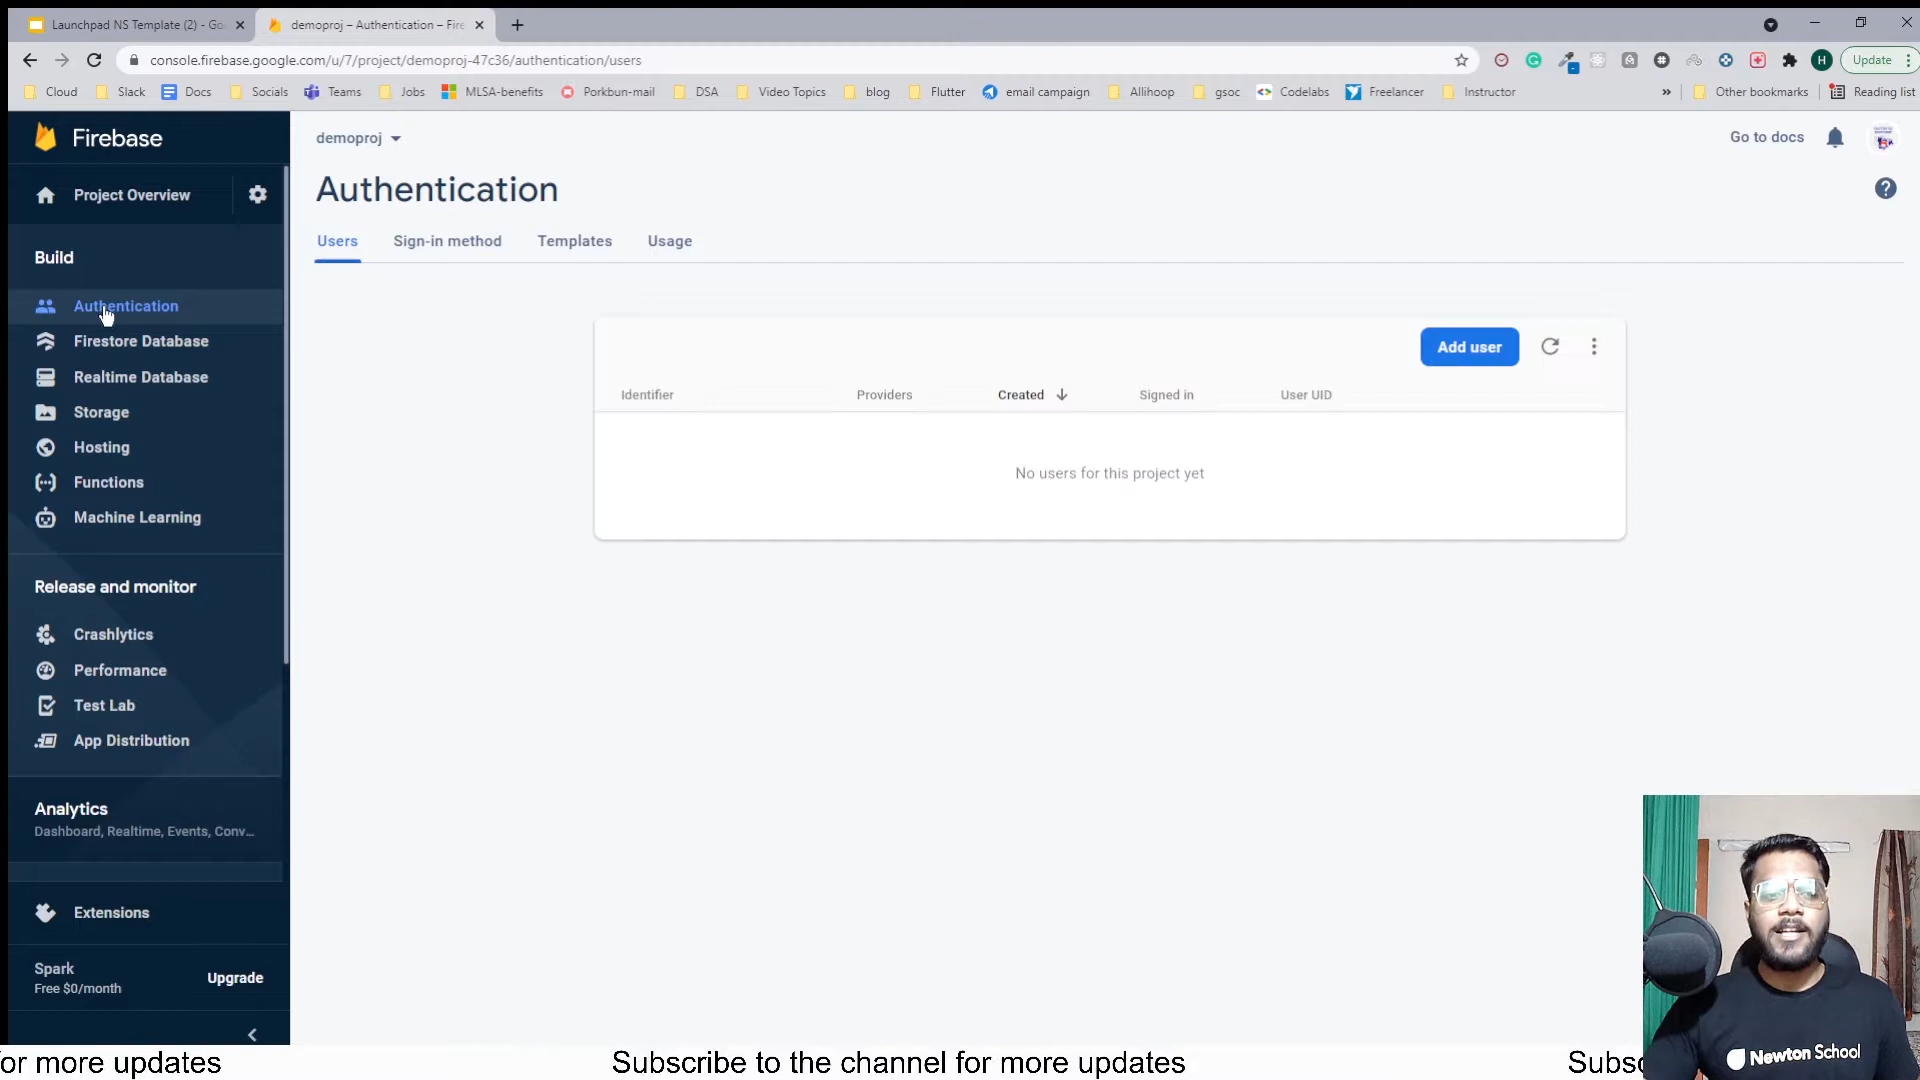 Launchpad NS Template (2) - Go
demoproj – Authentication – Fire
console.firebase.google.com/u/7/project/demoproj-47c36/authentication/users
H
Update
Cloud
Slack
Docs
Socials
Teams
Jobs
MLSA-benefits
Porkbun-mail
DSA
Video Topics
blog
Flutter
email campaign
Allihoop
gsoc
Codelabs
Freelancer
Instructor
»
Other bookmarks
Reading list
Firebase
demoproj
Go to docs
Project Overview
Authentication
Users
Sign-in method
Templates
Usage
Build
Authentication
Firestore Database
Realtime Database
Storage
Hosting
Functions
Machine Learning
Add user
Identifier
Providers
Created
Signed in
User UID
No users for this project yet
Release and monitor
Crashlytics
Performance
Test Lab
App Distribution
Analytics
Dashboard, Realtime, Events, Conv...
Extensions
Spark
Free $0/month
Upgrade
Newton School
or more updates
Subscribe to the channel for more updates
Subsc